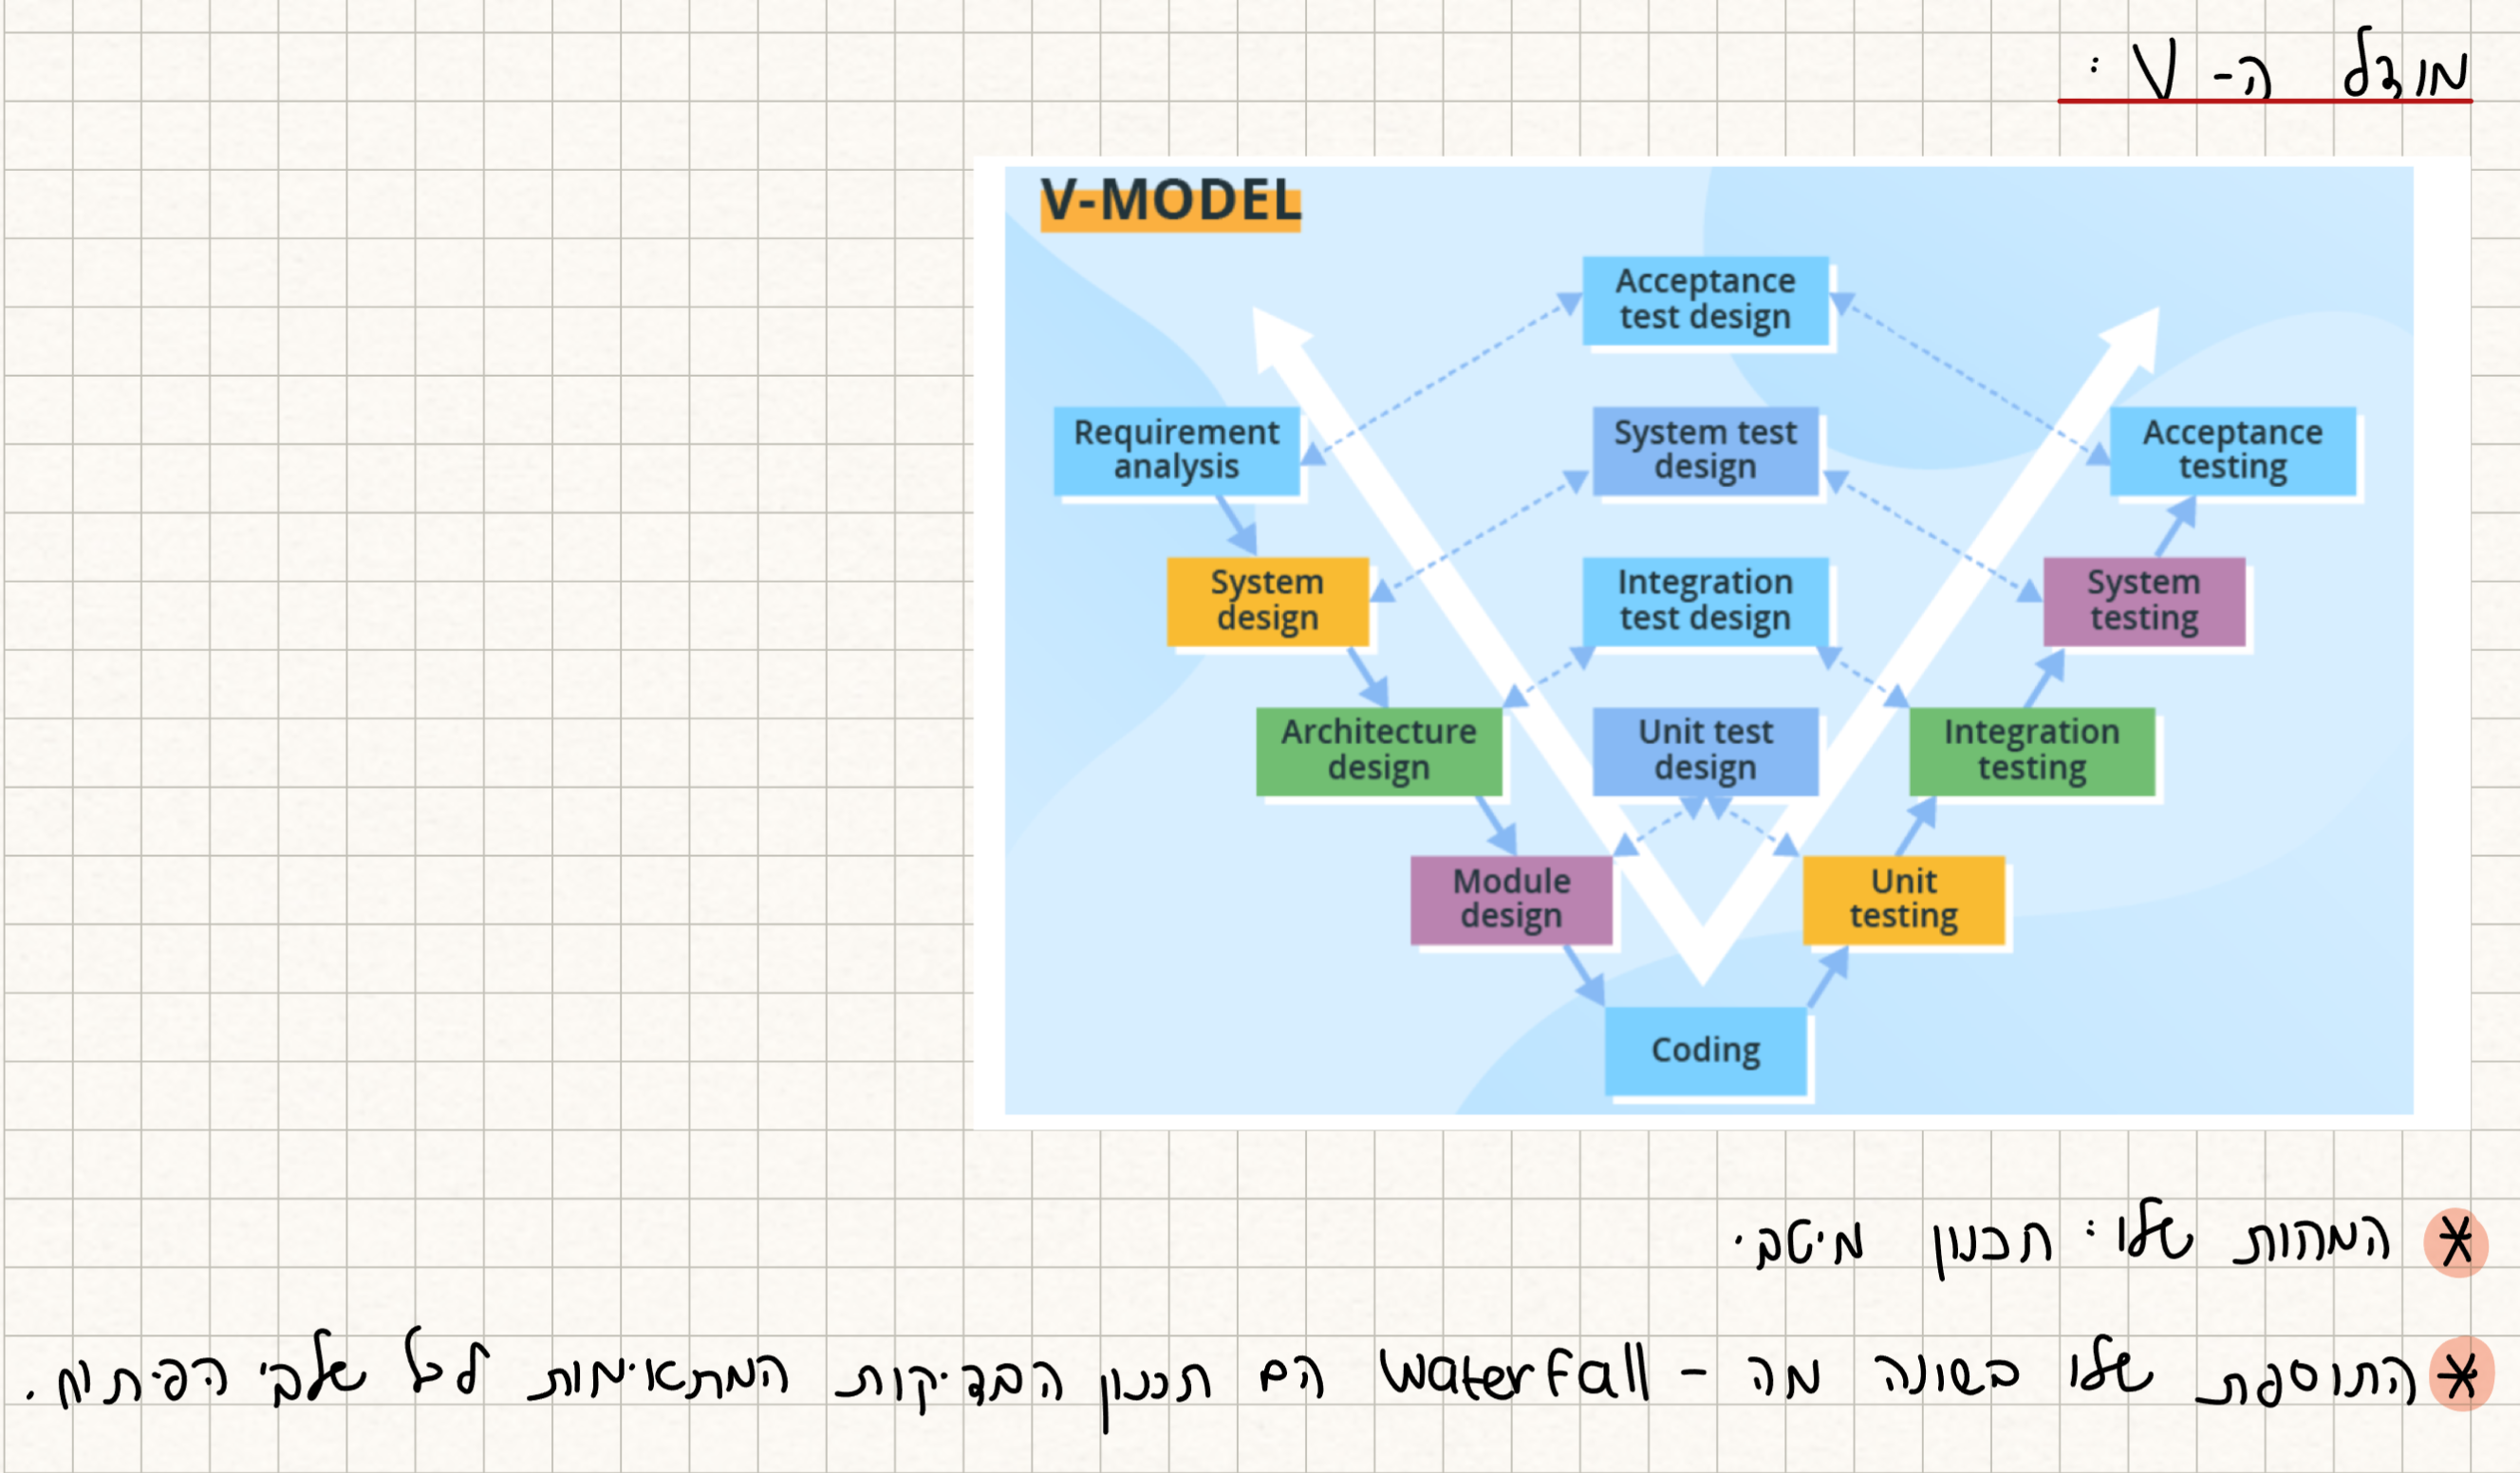 מודל ה- V :
V-MODEL
Acceptance
test design
Requirement
analysis
System test
design
Acceptance
testing
System
design
Integration
test design
System
testing
Architecture
design
Unit test
design
Integration
testing
Module
design
Unit
testing
Coding
* המהות שלו: תכנון מיטבי.
* התוספת שלו בשונה מה - Waterfall הם תכנון הבדיקות המתאימות לכל שלבי הפיתוח.